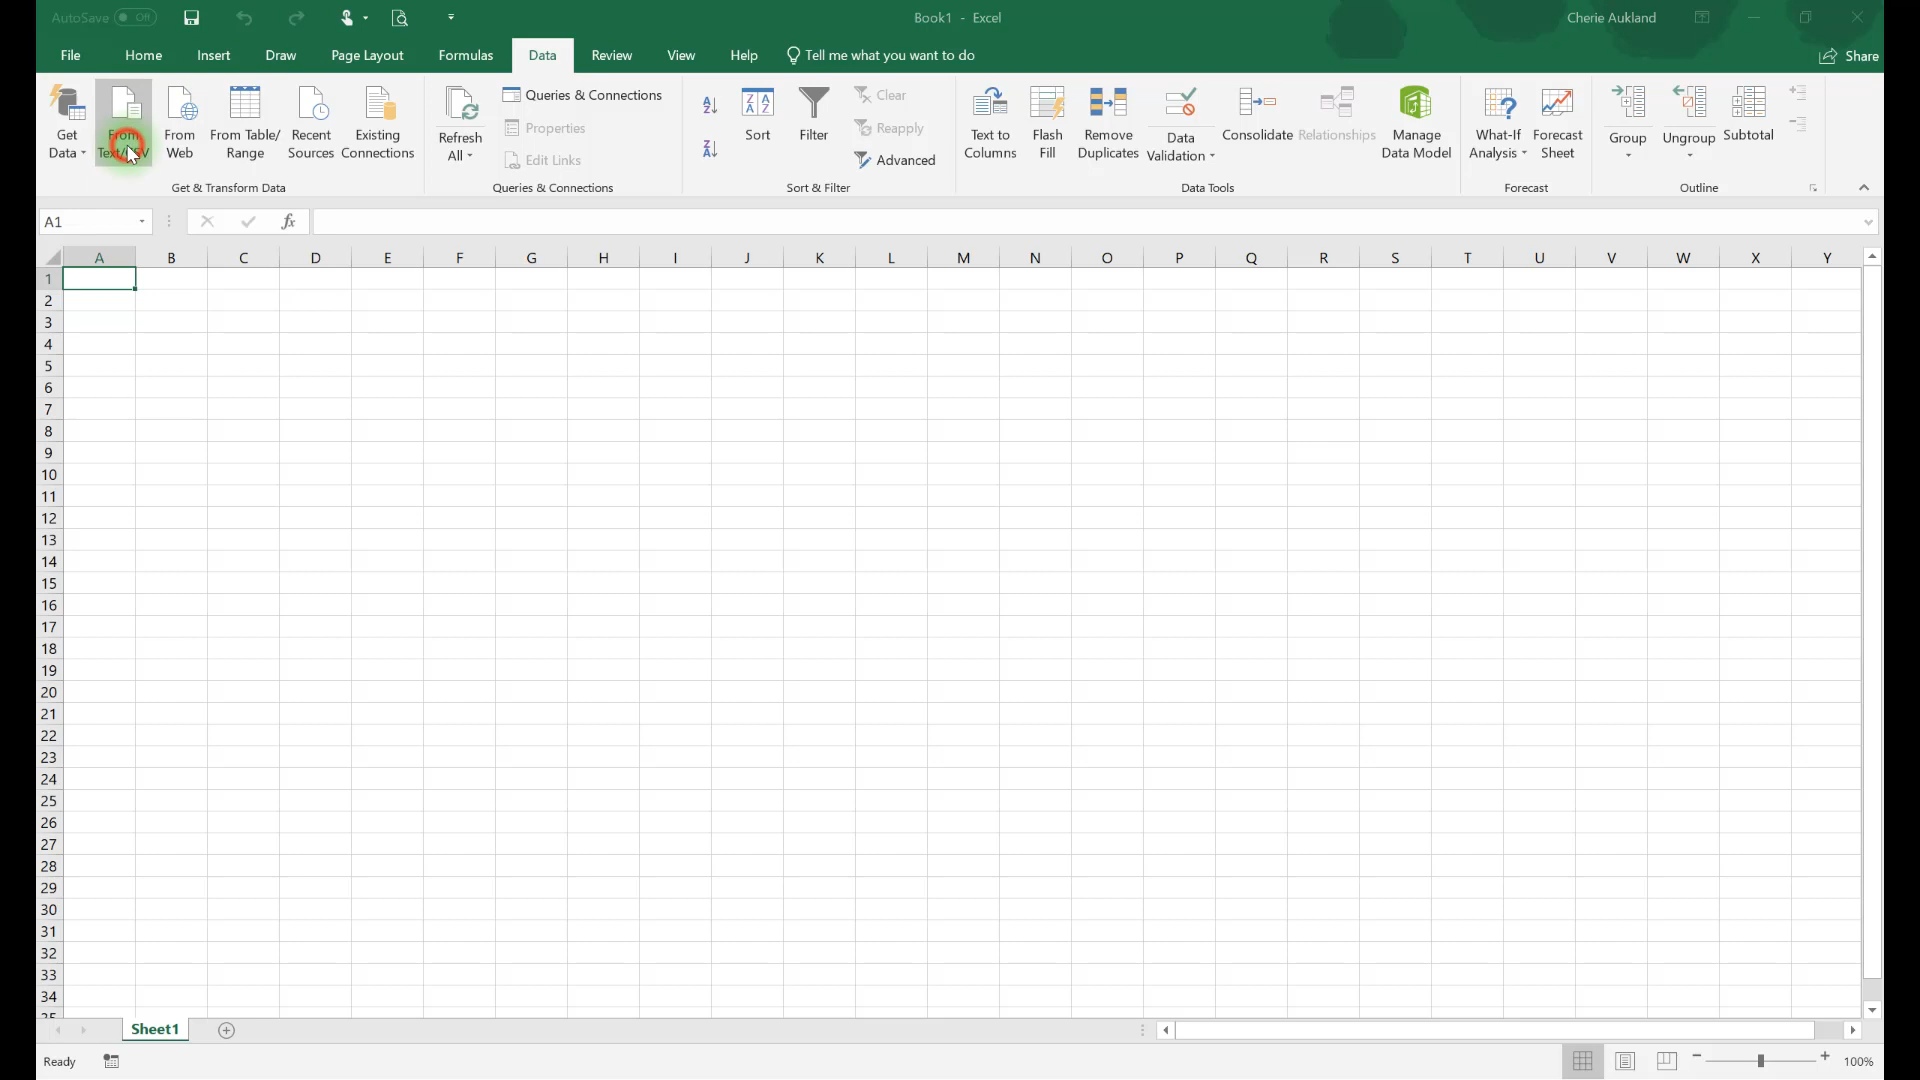 AutoSave Off
Book1 - Excel
Cherie Aukland
File Home Insert Draw Page Layout Formulas Data Review View Help Tell me what you want to do Share
Get Data
From
From Web
From Table/ Range
Recent Sources
Existing Connections
Get & Transform Data
Refresh All
Queries & Connections
Properties
Edit Links
Queries & Connections
Sort
Filter
Clear
Reapply
Advanced
Sort & Filter
Text to Columns
Flash Fill
Remove Duplicates
Data Validation
Consolidate
Relationships
Manage Data Model
Data Tools
What-If Analysis
Forecast Sheet
Forecast
Group
Ungroup
Subtotal
Outline
A1
fx
A B C D E F G H I J K L M N O P Q R S T U V W X Y
1
2
3
4
5
6
7
8
9
10
11
12
13
14
15
16
17
18
19
20
21
22
23
24
25
26
27
28
29
30
31
32
33
34
Sheet1
Ready
100%